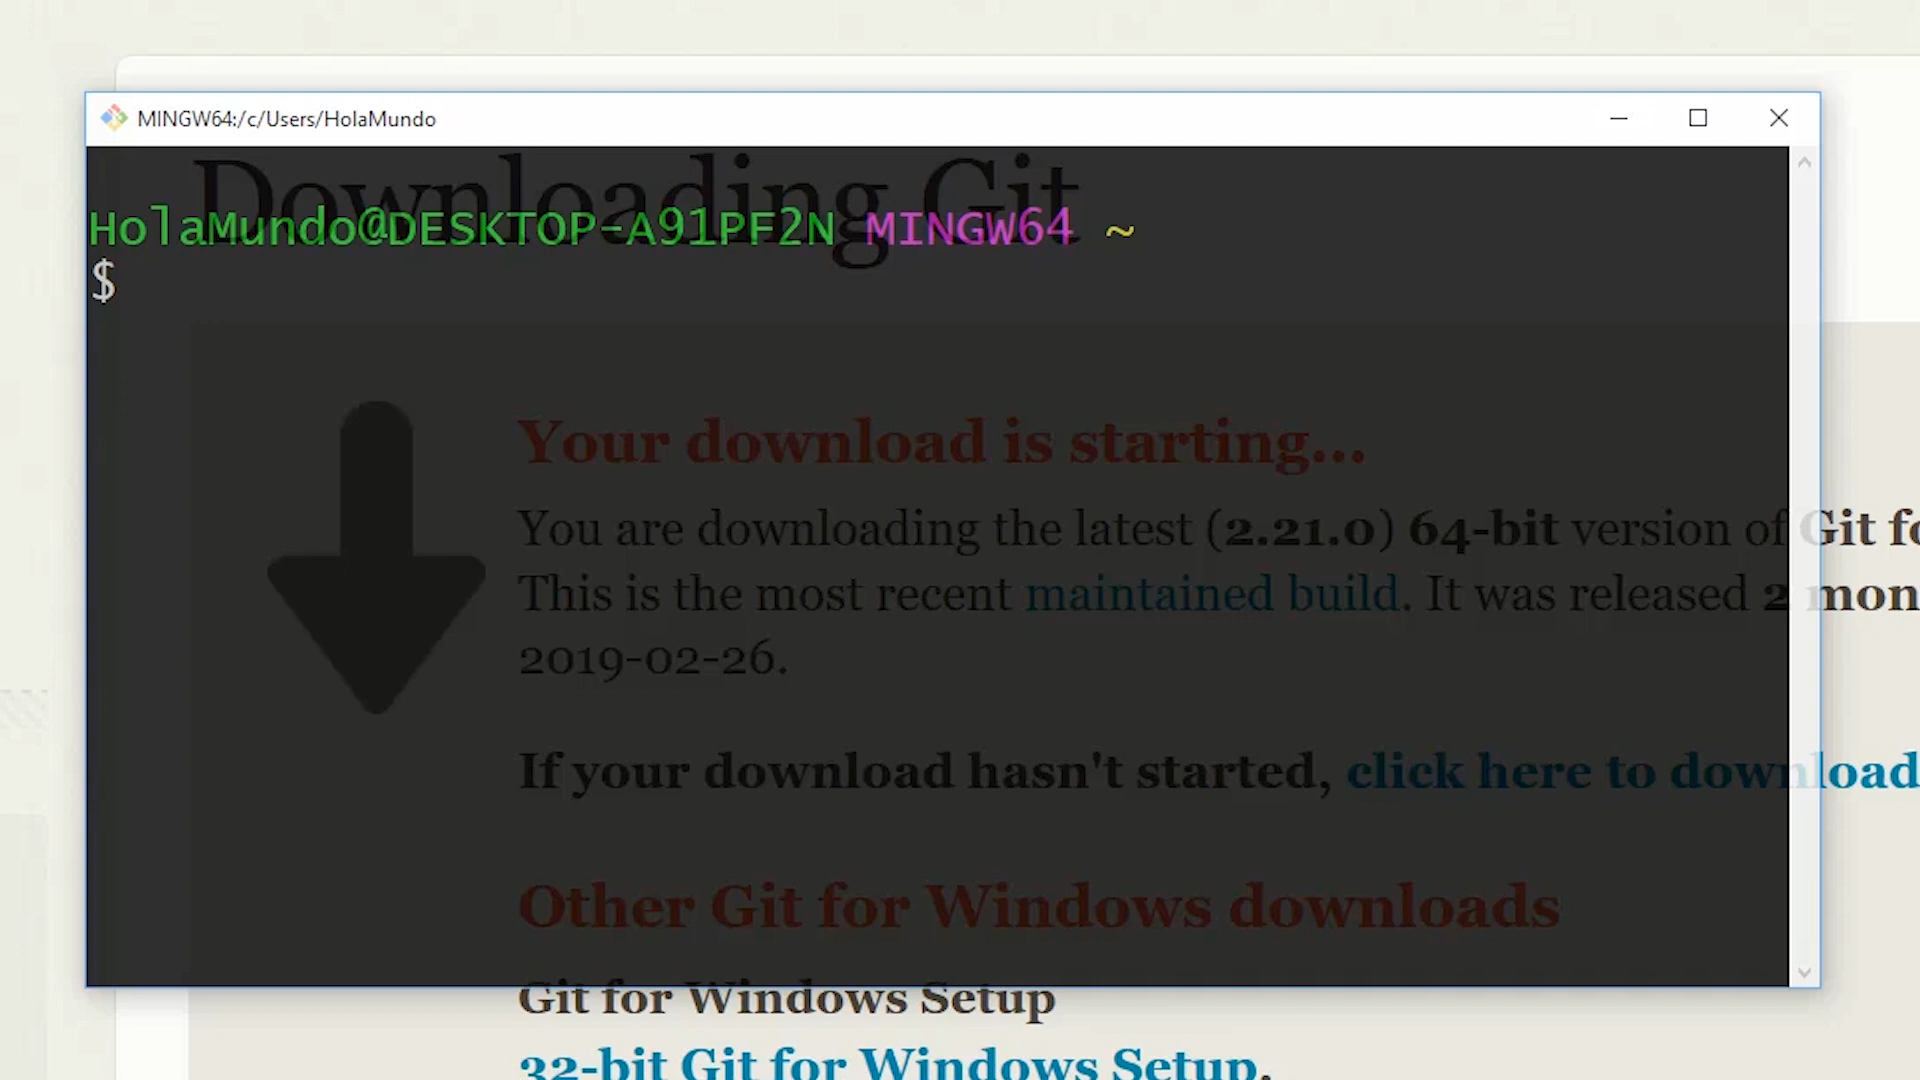 MINGW64:/c/Users/HolaMundo
Downloading Git
HolaMundo@DESKTOP-A91PF2N MINGW64 ~
$
Your download is starting...
You are downloading the latest (2.21.0) 64-bit version of Git
This is the most recent maintained build. It was released 2
2019-02-26.
If your download hasn't started, click here to download
Other Git for Windows downloads
Git for Windows Setup
32-bit Git for Windows Setup.